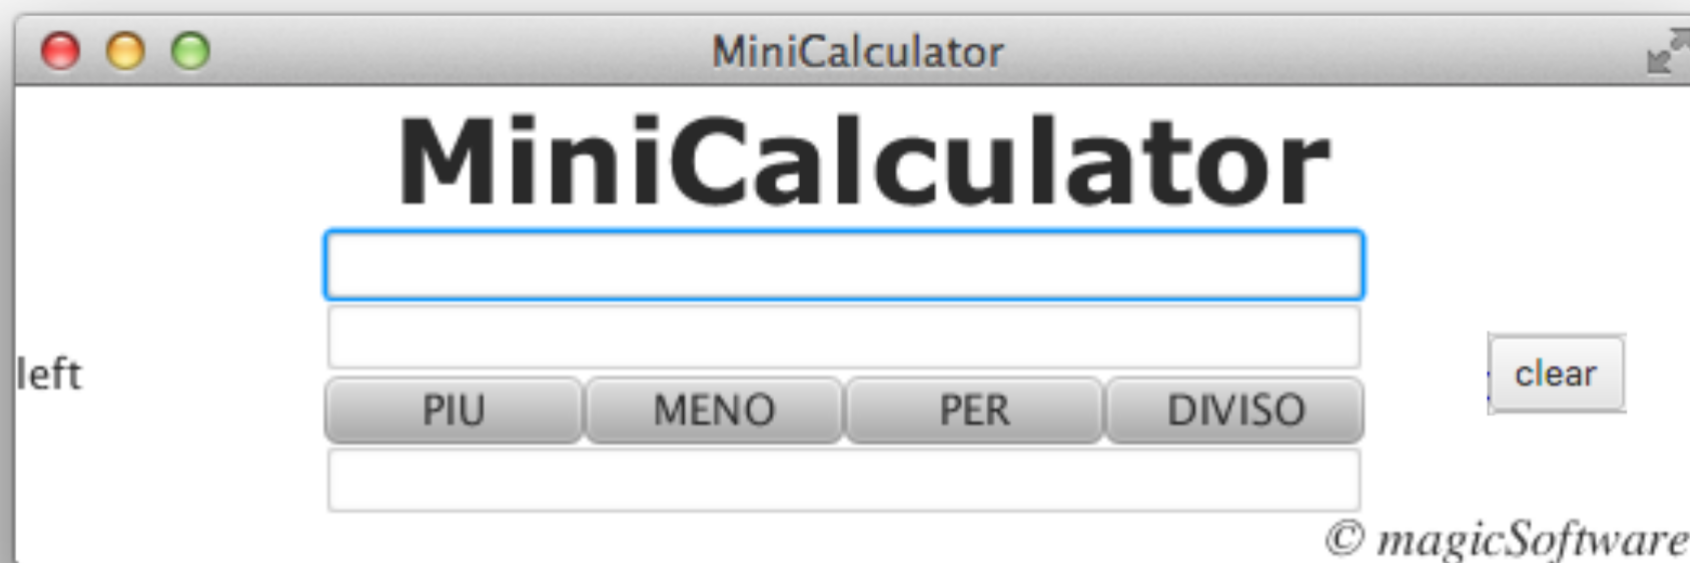 MiniCalculator
MiniCalculator
left
PIU MENO PER DIVISO
clear
© magicSoftware